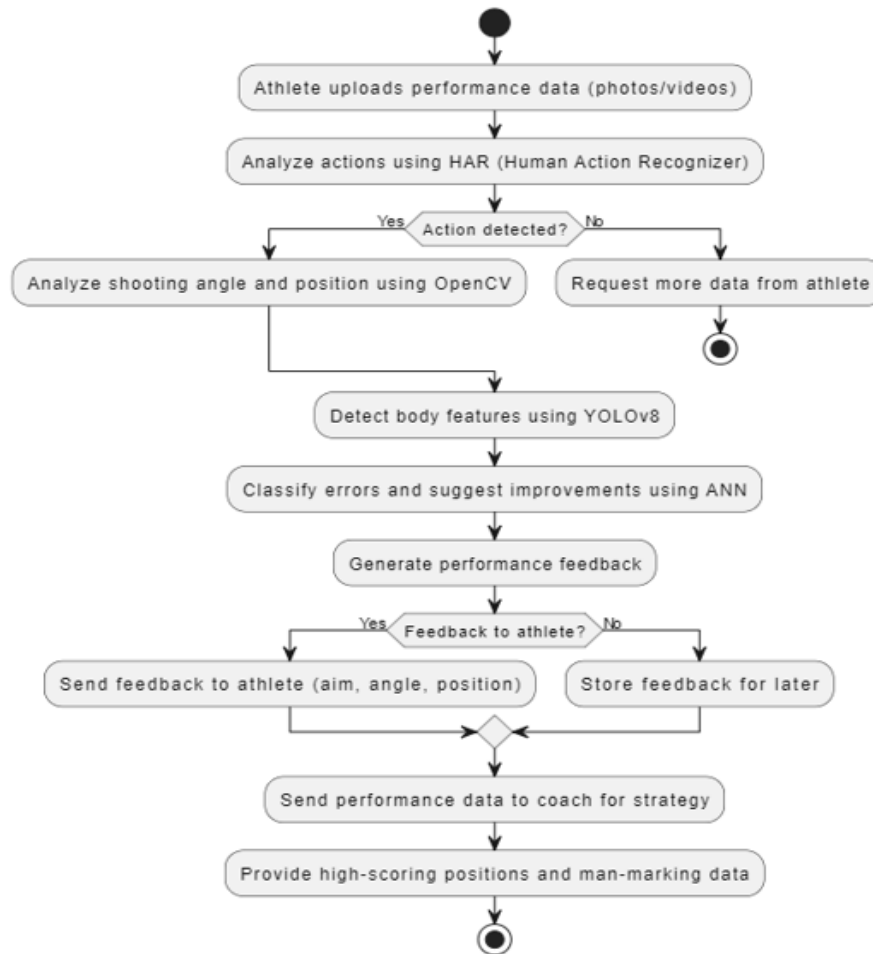 Athlete uploads performance data (photos/videos)
Analyze actions using HAR (Human Action Recognizer)
Yes
Action detected?
No
Analyze shooting angle and position using OpenCV
Request more data from athlete
Detect body features using YOLOv8
Classify errors and suggest improvements using ANN
Generate performance feedback
Yes
Feedback to athlete?
No
Send feedback to athlete (aim, angle, position)
Store feedback for later
Send performance data to coach for strategy
Provide high-scoring positions and man-marking data